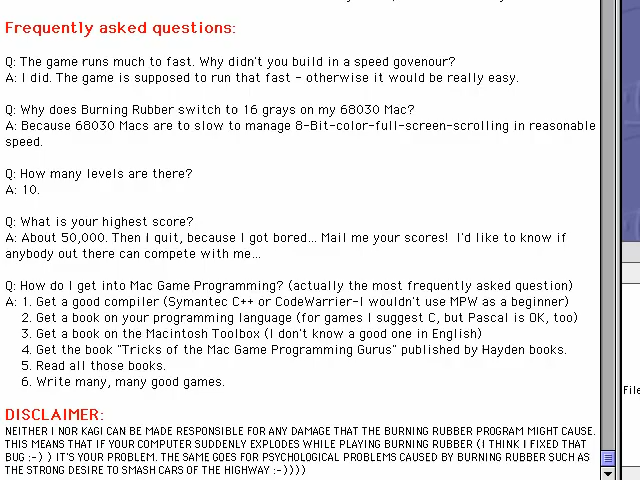 Frequently asked questions:
Q: The game runs much to fast. Why didn't you build in a speed govenour?
A: I did. The game is supposed to run that fast - otherwise it would be really easy.
Q: Why does Burning Rubber switch to 16 grays on my 68030 Mac?
A: Because 68030 Macs are to slow to manage 8-Bit-color-full-screen-scrolling in reasonable
speed.
Q: How many levels are there?
A: 10.
Q: What is your highest score?
A: About 50,000. Then I quit, because I got bored... Mail me your scores! I'd like to know if
anybody out there can compete with me...
Q: How do I get into Mac Game Programming? (actually the most frequently asked question)
A: 1. Get a good compiler (Symantec C++ or CodeWarrier-I wouldn't use MPW as a beginner)
2. Get a book on your programming language (for games I suggest C, but Pascal is OK, too)
3. Get a book on the Macintosh Toolbox (I don't know a good one in English)
4. Get the book "Tricks of the Mac Game Programming Gurus" published by Hayden books.
5. Read all those books.
6. Write many, many good games.
File
DISCLAIMER:
NEITHER I NOR KAGI CAN BE MADE RESPONSIBLE FOR ANY DAMAGE THAT THE BURNING RUBBER PROGRAM MIGHT CAUSE.
THIS MEANS THAT IF YOUR COMPUTER SUDDENLY EXPLODES WHILE PLAYING BURNING RUBBER (I THINK I FIXED THAT
BUG :-) ) IT'S YOUR PROBLEM. THE SAME GOES FOR PSYCHOLOGICAL PROBLEMS CAUSED BY BURNING RUBBER SUCH AS
THE STRONG DESIRE TO SMASH CARS OF THE HIGHWAY :-))))